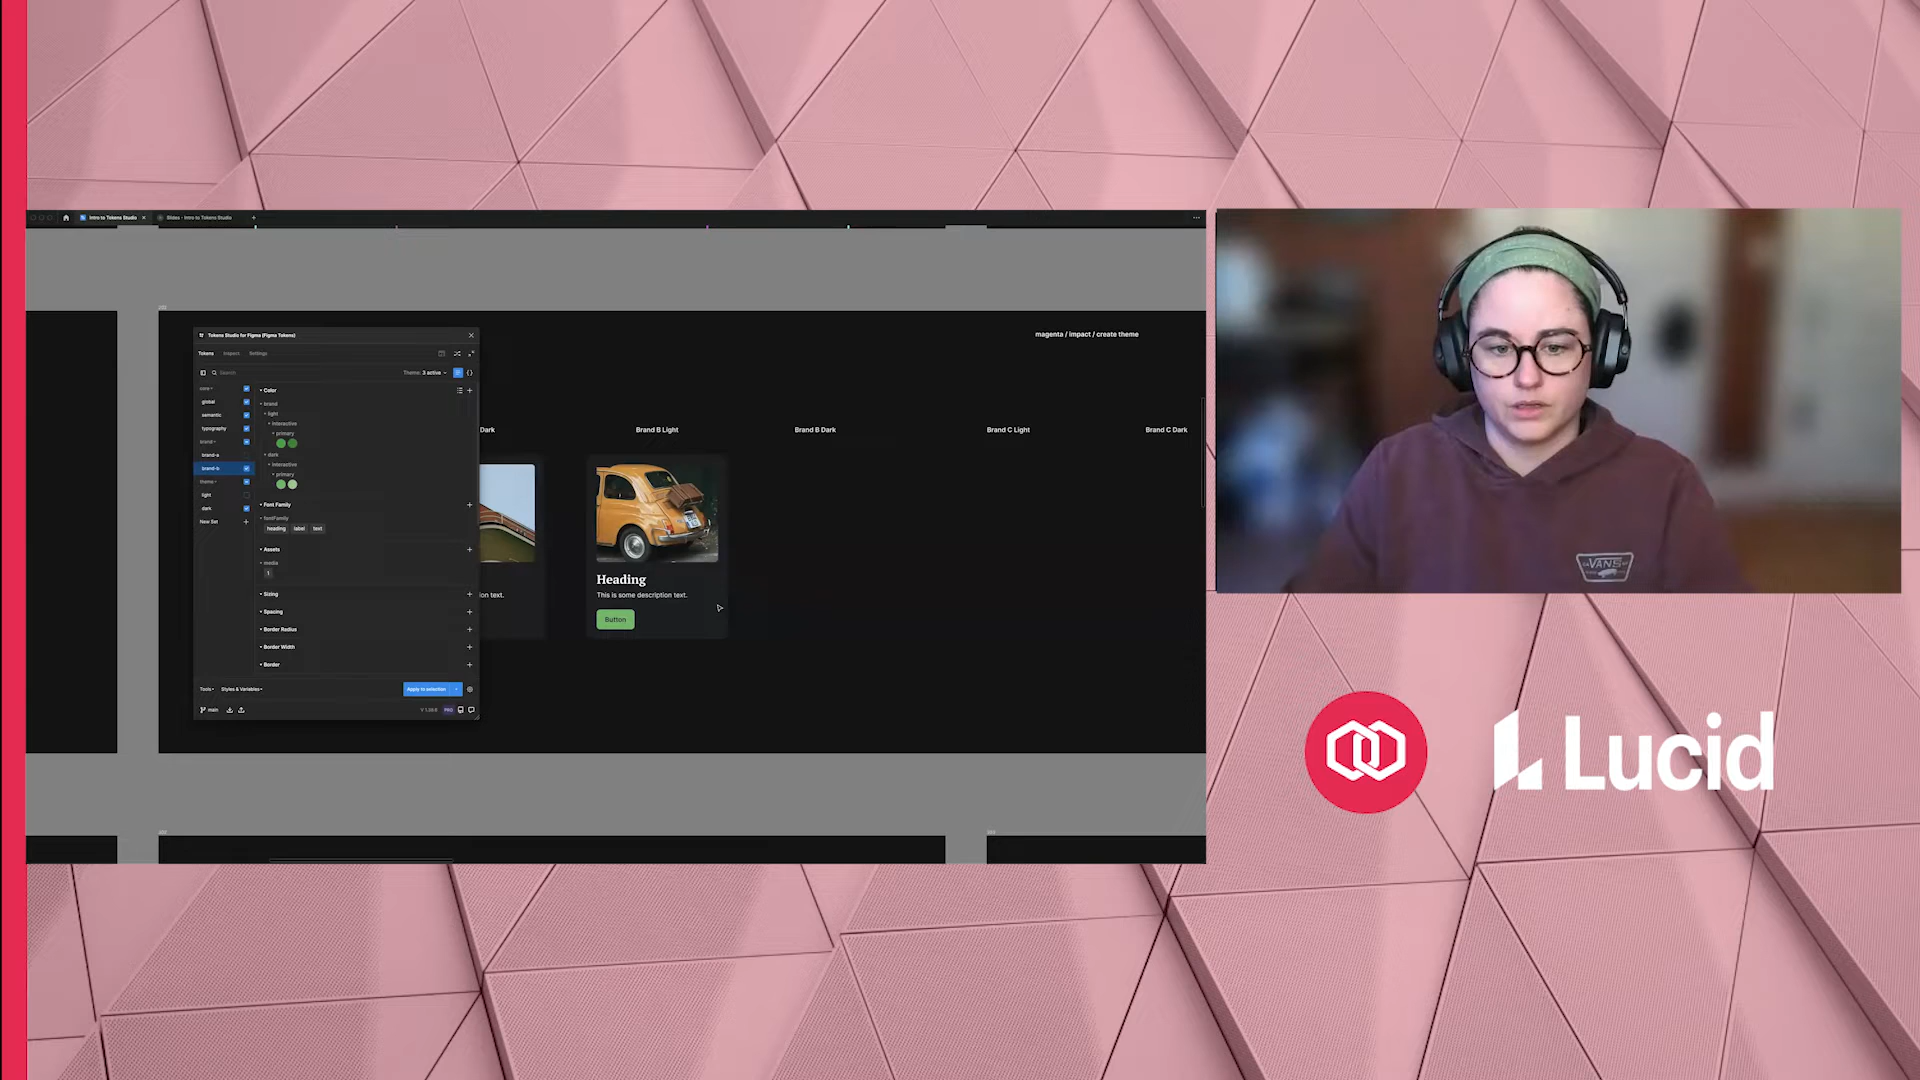 Intro to Tokens Studio
Slides - Intro to Tokens Studio
Tokens Studio for Figma (Figma Tokens)
magenta / impact / create theme
Tokens
Inspect
Settings
Search
Theme: 3 active
core
global
semantic
typography
brand
brand-a
brand-b
theme
light
dark
New Set
Color
brand
light
interactive
primary
dark
interactive
primary
Font Family
fontFamily
heading label text
Assets
media
1
Sizing
Spacing
Border Radius
Border Width
Border
Tools
Styles & Variables
Apply to selection
main
PRO
Dark
Brand B Light
Brand B Dark
Brand C Light
Brand C Dark
ion text.
Heading
This is some description text.
Button
VANS
Lucid